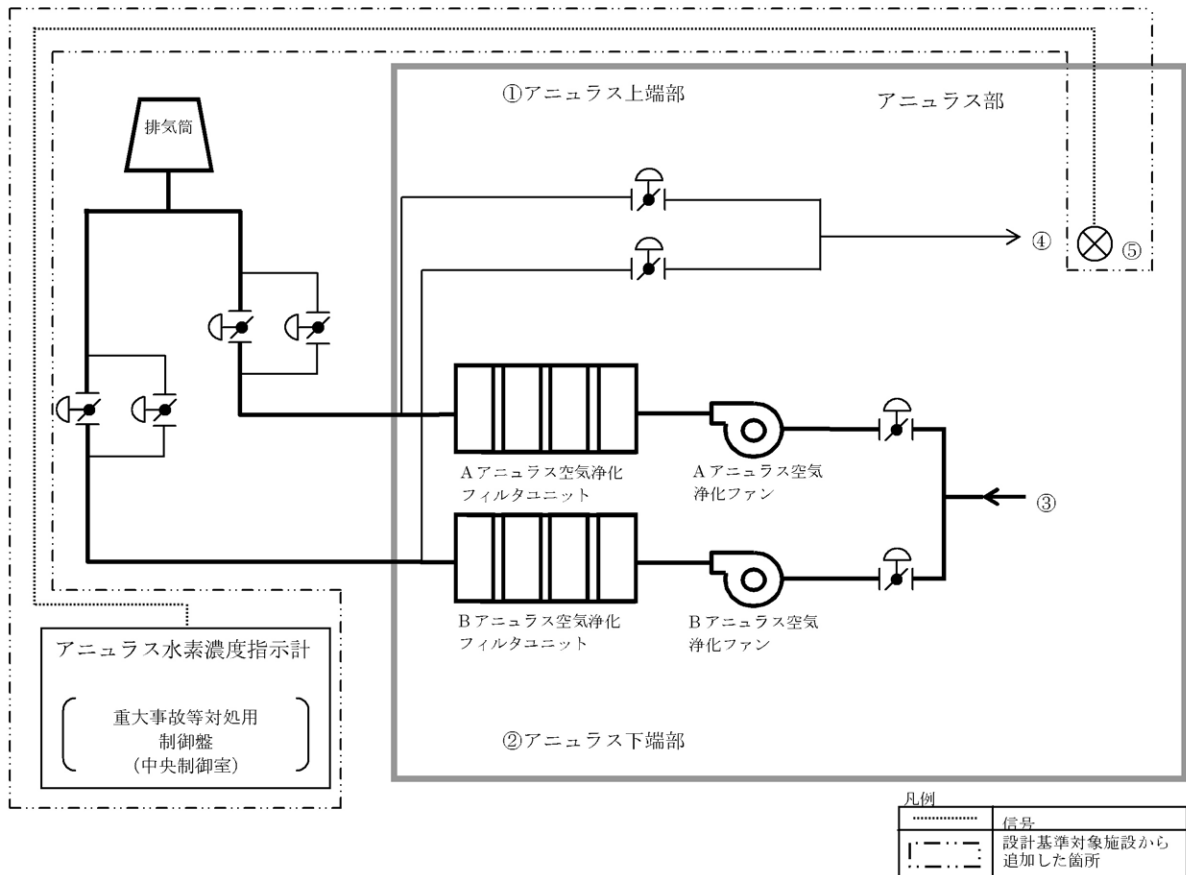 ①アニュラス上端部
アニュラス部
排気筒
④
⑤
Aアニュラス空気浄化
フィルタユニット
Aアニュラス空気
浄化ファン
③
Bアニュラス空気浄化
フィルタユニット
Bアニュラス空気
浄化ファン
アニュラス水素濃度指示計
重大事故等対処用
制御盤
(中央制御室)
②アニュラス下端部
凡例
信号
設計基準対象施設から
追加した箇所